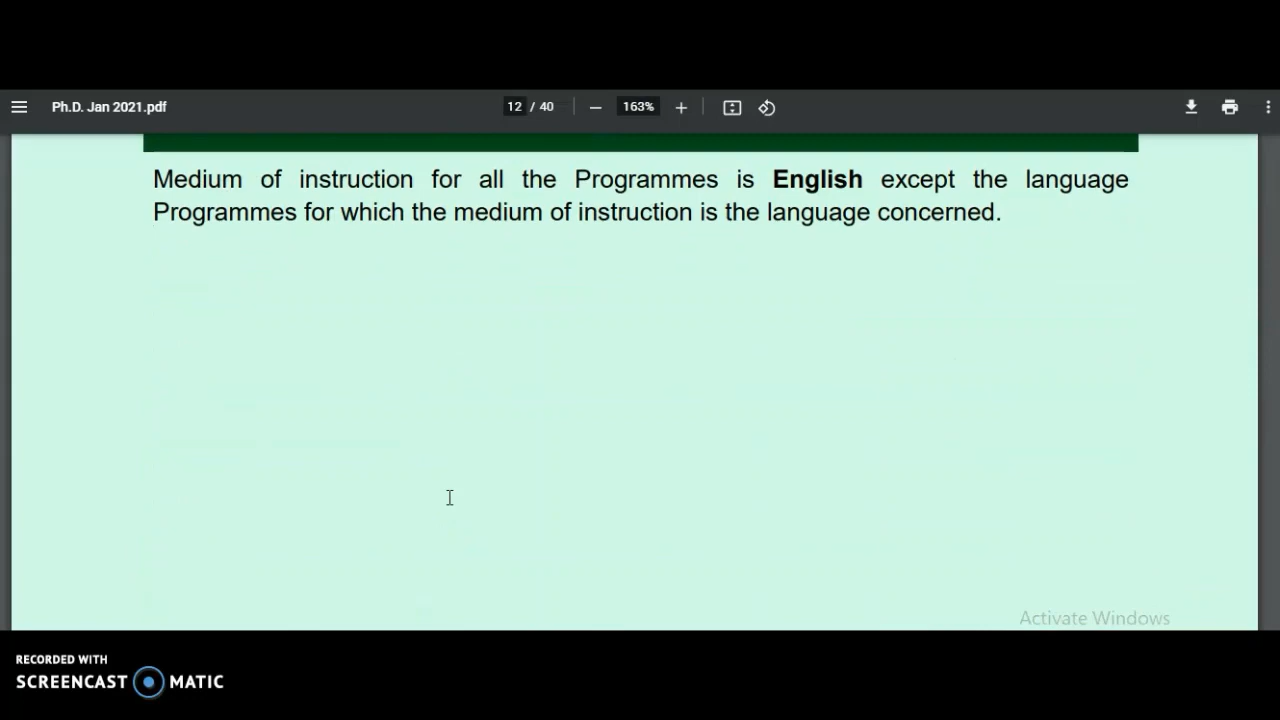 Ph.D. Jan 2021.pdf 12 / 40 163%
Medium of instruction for all the Programmes is English except the language
Programmes for which the medium of instruction is the language concerned.
Activate Windows
RECORDED WITH
SCREENCAST MATIC